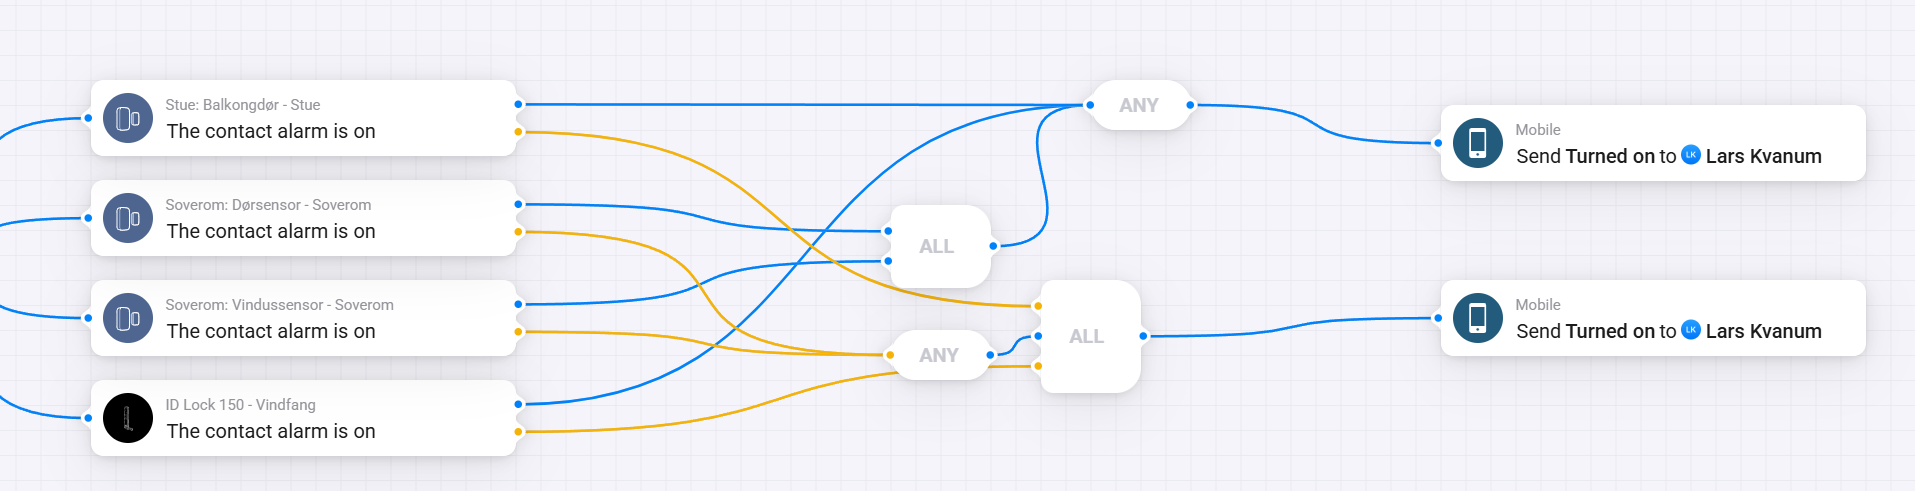 Stue: Balkongdør - Stue
The contact alarm is on
Soverom: Dørsensor - Soverom
The contact alarm is on
Soverom: Vindussensor - Soverom
The contact alarm is on
ID Lock 150 - Vindfang
The contact alarm is on
ALL
ANY
ANY
ALL
Mobile
Send Turned on to LK Lars Kvanum
Mobile
Send Turned on to LK Lars Kvanum